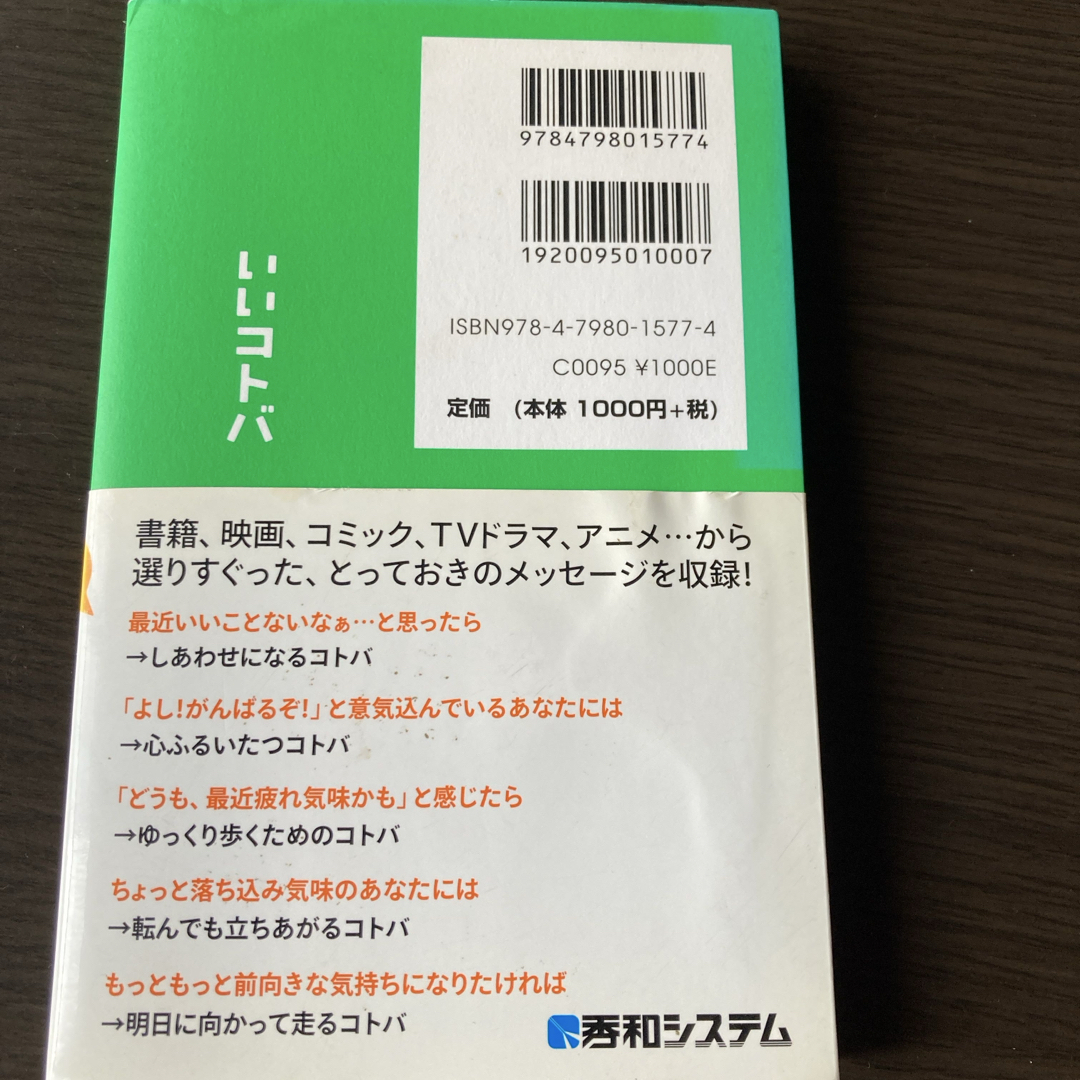 9784798015774
1920095010007
ISBN978-4-7980-1577-4
C0095 ¥1000E
定価 (本体 1000円+税)
いいコトバ
書籍、映画、コミック、TVドラマ、アニメ…から
選りすぐった、とっておきのメッセージを収録!
最近いいことないなぁ…と思ったら
→しあわせになるコトバ
「よし!がんばるぞ!」と意気込んでいるあなたには
→心ふるいたつコトバ
「どうも、最近疲れ気味かも」と感じたら
→ゆっくり歩くためのコトバ
ちょっと落ち込み気味のあなたには
→転んでも立ちあがるコトバ
もっともっと前向きな気持ちになりたければ
→明日に向かって走るコトバ
秀和システム